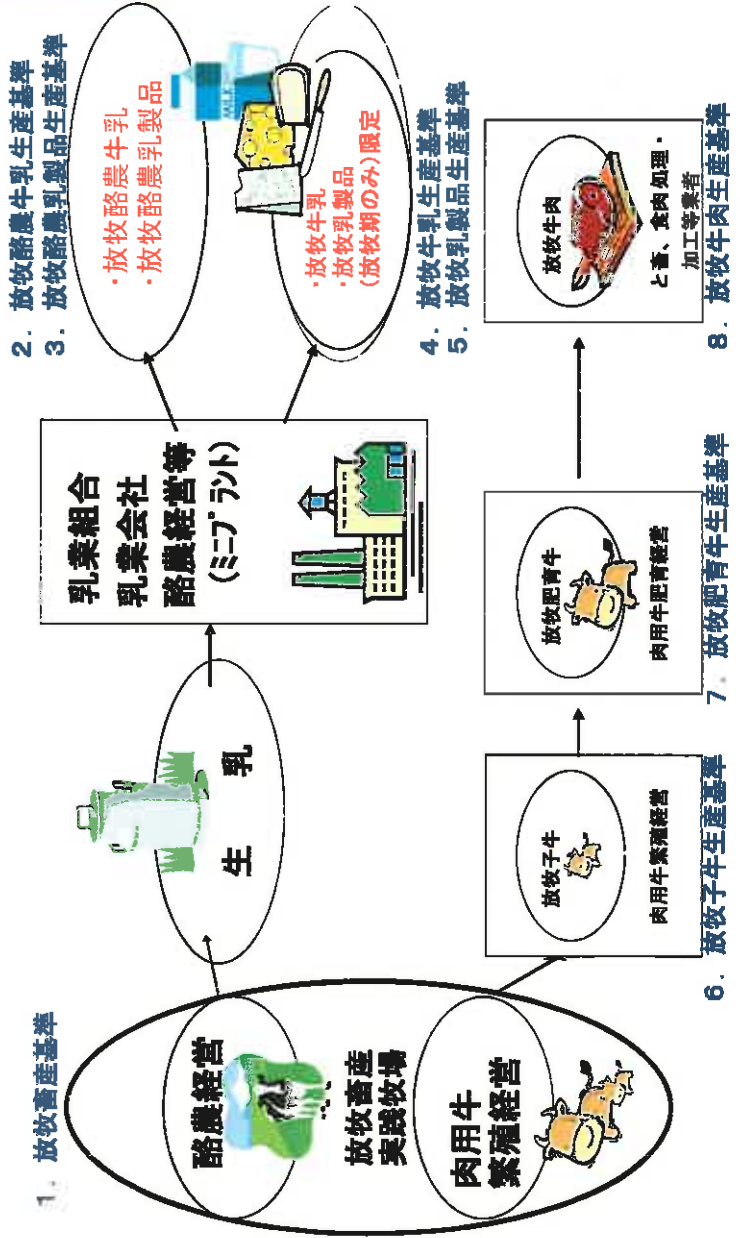 1．放牧畜産基準
酪農経営
放牧畜産
実践牧場
肉用牛
繁殖経営
生 乳
乳業組合
乳業会社
酪農経営等
（ミニプラント）
2．放牧酪農牛乳生産基準
3．放牧酪農乳製品生産基準
・放牧酪農牛乳
・放牧酪農乳製品
MILK
・放牧牛乳
・放牧乳製品
（放牧期のみ）限定
4．放牧牛乳生産基準
5．放牧乳製品生産基準
放牧子牛
肉用牛繁殖経営
6．放牧子牛生産基準
放牧肥育牛
肉用牛肥育経営
7．放牧肥育牛生産基準
放牧牛肉
と畜、食肉処理・
加工等業者
8．放牧牛肉生産基準